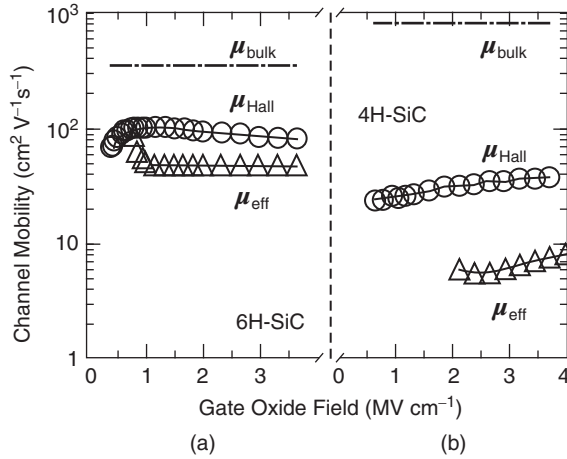 10³
10²
10
1
Channel Mobility (cm² V⁻¹s⁻¹)
μbulk
μHall
μeff
6H-SiC
μbulk
4H-SiC
μHall
μeff
0 1 2 3 0 1 2 3 4
Gate Oxide Field (MV cm⁻¹)
(a) (b)